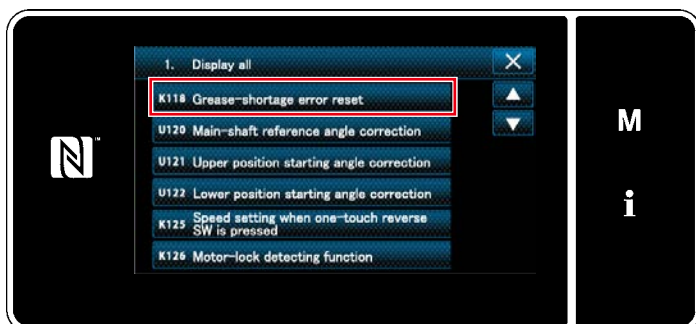 1. Display all
K118 Grease-shortage error reset
U120 Main-shaft reference angle correction
U121 Upper position starting angle correction
U122 Lower position starting angle correction
K125 Speed setting when one-touch reverse
SW is pressed
K126 Motor-lock detecting function
N
M
i